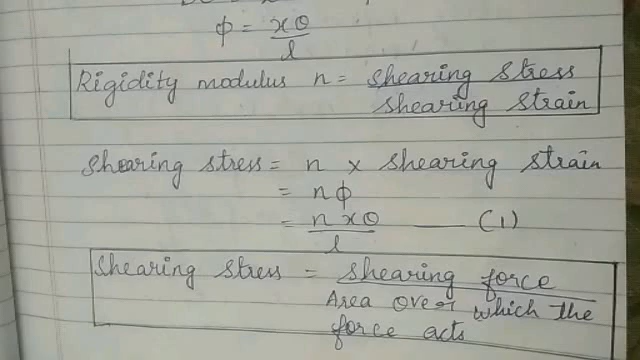 ϕ = xθ
l
Rigidity modulus n = shearing stress
shearing strain
Shearing stress = n x shearing strain
= nϕ
= n xθ —— (1)
l
Shearing stress = shearing force
Area over which the
force acts